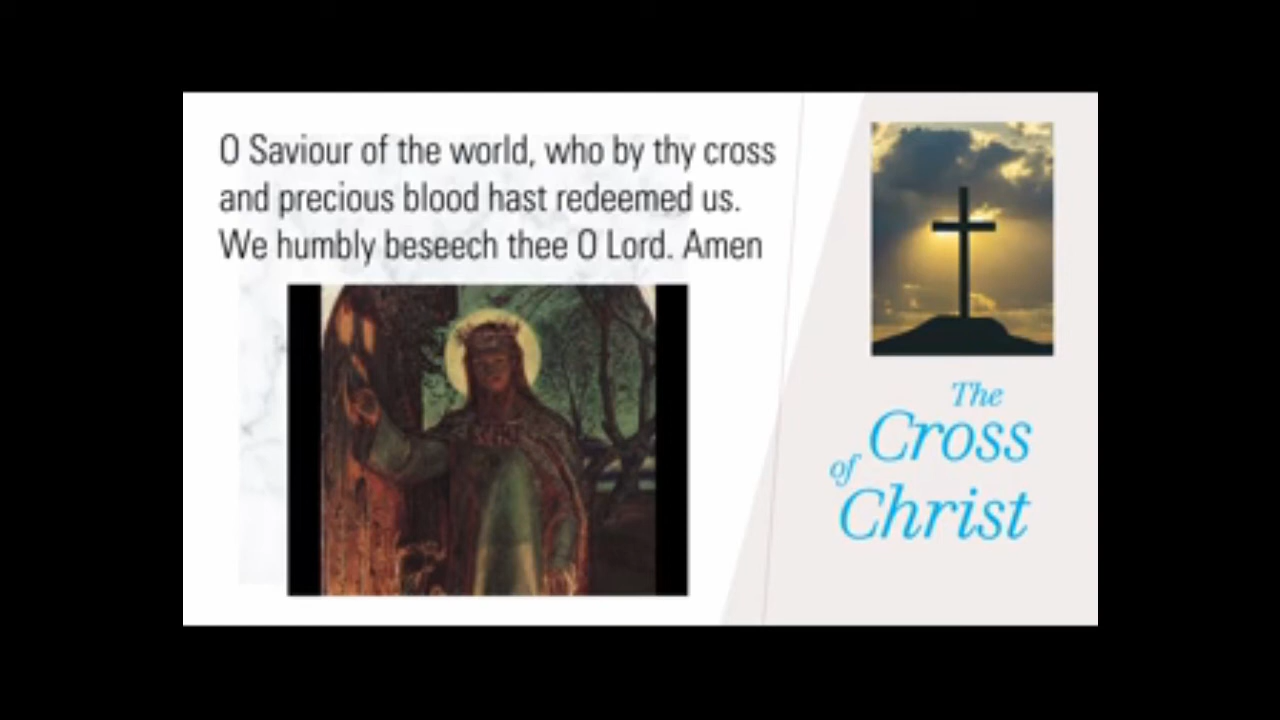 O Saviour of the world, who by thy cross
and precious blood hast redeemed us.
We humbly beseech thee O Lord. Amen
The
Cross
of
Christ